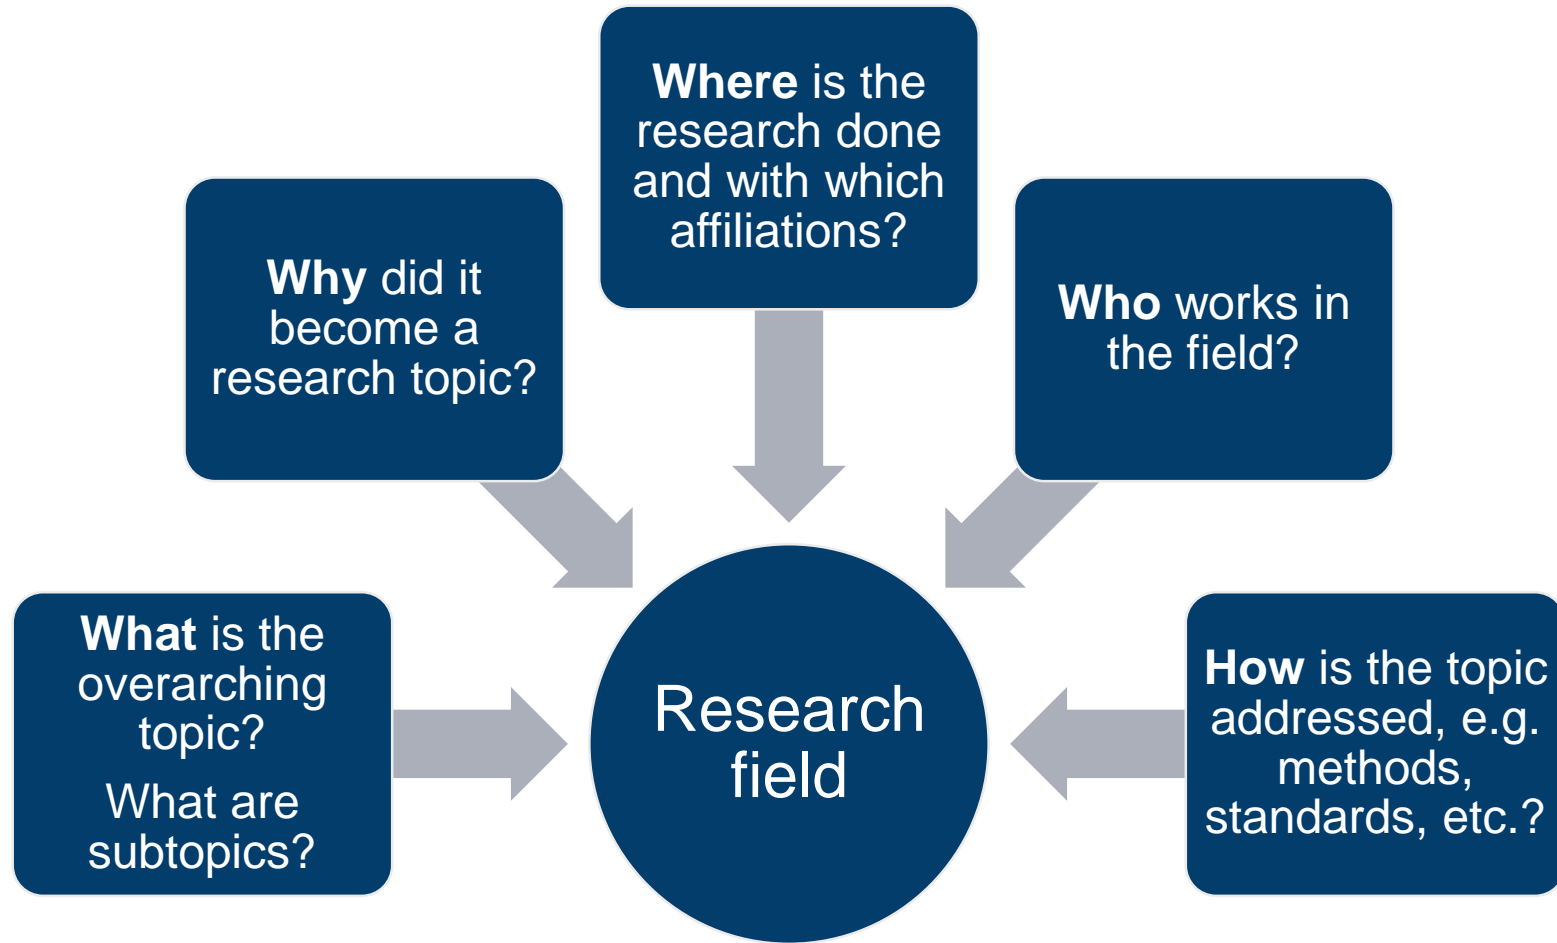 What is the
overarching
topic?
What are
subtopics?
Why did it
become a
research topic?
Where is the
research done
and with which
affiliations?
Who works in
the field?
How is the topic
addressed, e.g.
methods,
standards, etc.?
Research
field